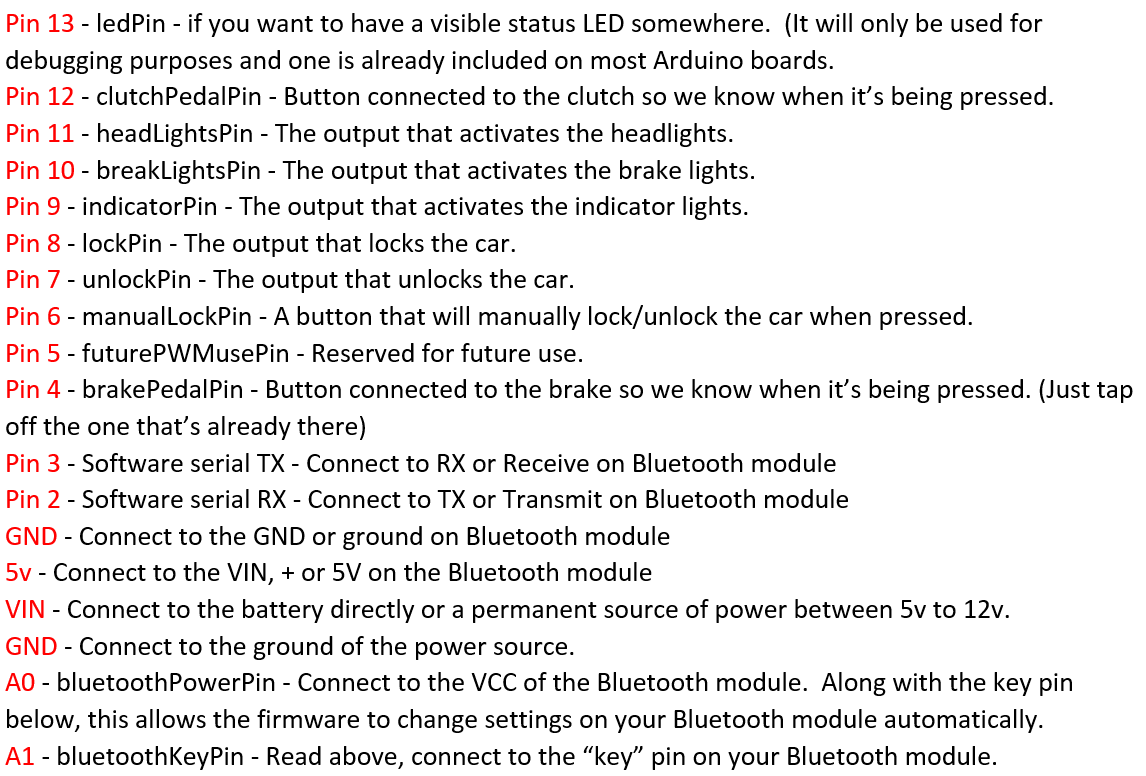 Pin 13 - ledPin - if you want to have a visible status LED somewhere.  (It will only be used for
debugging purposes and one is already included on most Arduino boards.
Pin 12 - clutchPedalPin - Button connected to the clutch so we know when it’s being pressed.
Pin 11 - headLightsPin - The output that activates the headlights.
Pin 10 - breakLightsPin - The output that activates the brake lights.
Pin 9 - indicatorPin - The output that activates the indicator lights.
Pin 8 - lockPin - The output that locks the car.
Pin 7 - unlockPin - The output that unlocks the car.
Pin 6 - manualLockPin - A button that will manually lock/unlock the car when pressed.
Pin 5 - futurePWMusePin - Reserved for future use.
Pin 4 - brakePedalPin - Button connected to the brake so we know when it’s being pressed. (Just tap
off the one that’s already there)
Pin 3 - Software serial TX - Connect to RX or Receive on Bluetooth module
Pin 2 - Software serial RX - Connect to TX or Transmit on Bluetooth module
GND - Connect to the GND or ground on Bluetooth module
5v - Connect to the VIN, + or 5V on the Bluetooth module
VIN - Connect to the battery directly or a permanent source of power between 5v to 12v.
GND - Connect to the ground of the power source.
A0 - bluetoothPowerPin - Connect to the VCC of the Bluetooth module.  Along with the key pin
below, this allows the firmware to change settings on your Bluetooth module automatically.
A1 - bluetoothKeyPin - Read above, connect to the “key” pin on your Bluetooth module.